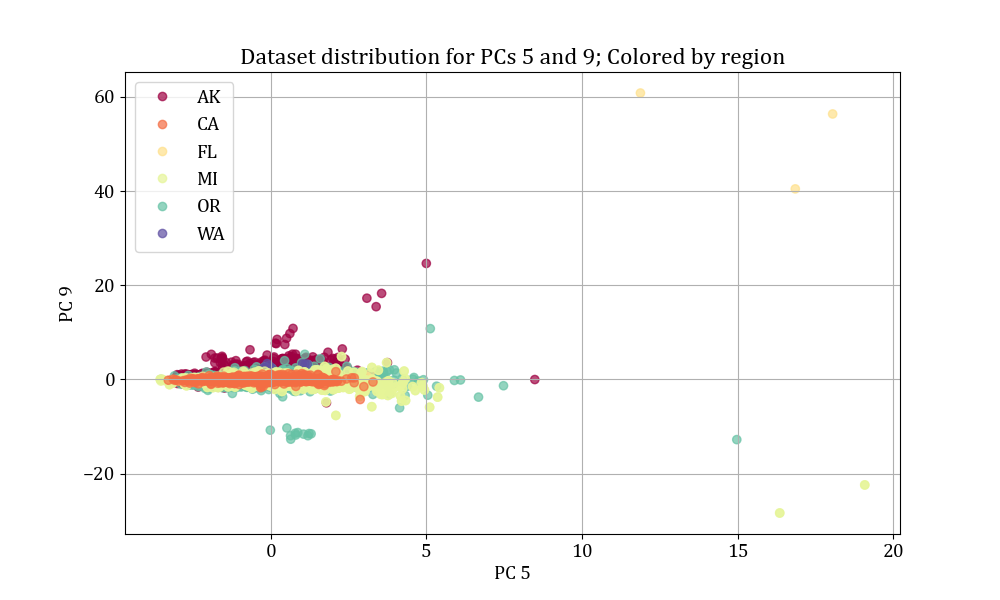 Dataset distribution for PCs 5 and 9; Colored by region
AK
CA
FL
MI
OR
WA
60
40
20
0
−20
PC 9
0
5
10
15
20
PC 5